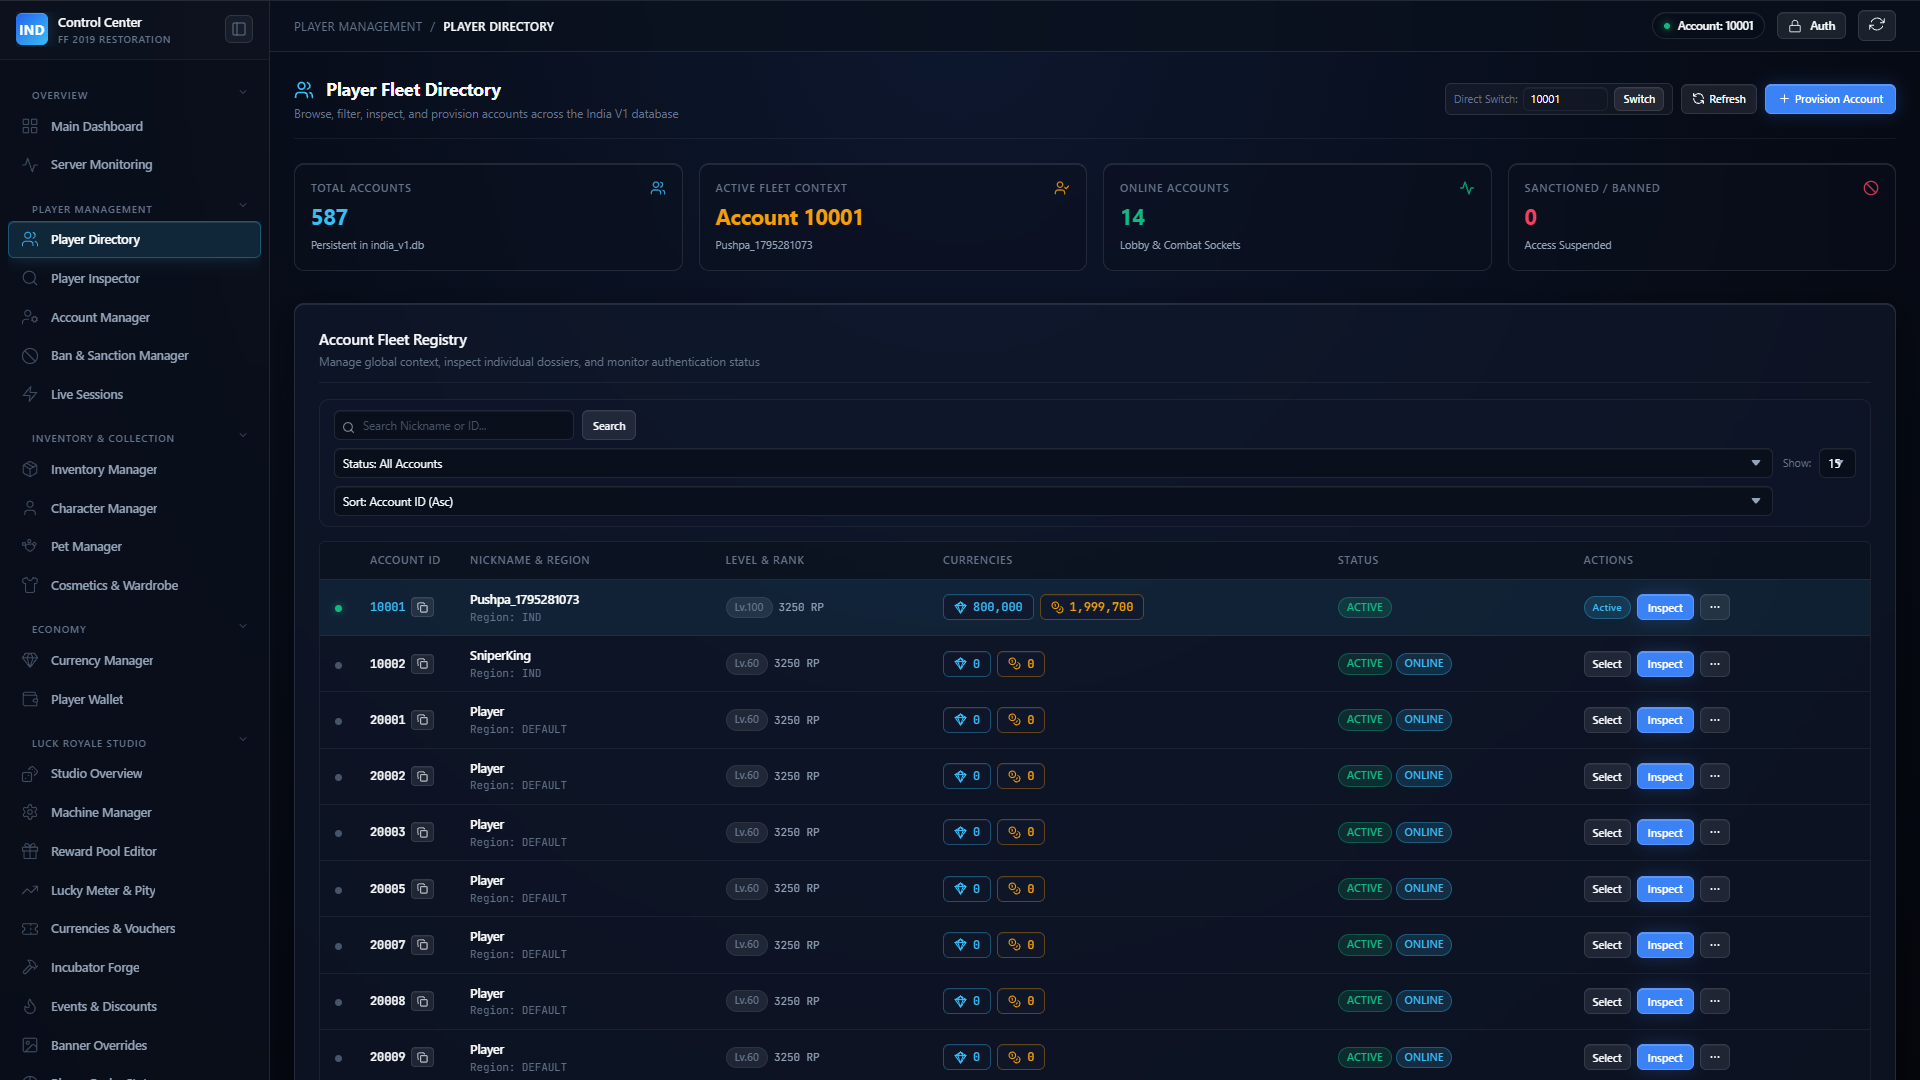 IND
Control Center
FF 2019 RESTORATION
OVERVIEW
Main Dashboard
Server Monitoring
PLAYER MANAGEMENT
Player Directory
Player Inspector
Account Manager
Ban & Sanction Manager
Live Sessions
INVENTORY & COLLECTION
Inventory Manager
Character Manager
Pet Manager
Cosmetics & Wardrobe
ECONOMY
Currency Manager
Player Wallet
LUCK ROYALE STUDIO
Studio Overview
Machine Manager
Reward Pool Editor
Lucky Meter & Pity
Currencies & Vouchers
Incubator Forge
Events & Discounts
Banner Overrides
PLAYER MANAGEMENT / PLAYER DIRECTORY
Account: 10001
Auth
Player Fleet Directory
Browse, filter, inspect, and provision accounts across the India V1 database
Direct Switch: 10001 Switch
Refresh
+ Provision Account
TOTAL ACCOUNTS
587
Persistent in india_v1.db
ACTIVE FLEET CONTEXT
Account 10001
Pushpa_1795281073
ONLINE ACCOUNTS
14
Lobby & Combat Sockets
SANCTIONED / BANNED
0
Access Suspended
Account Fleet Registry
Manage global context, inspect individual dossiers, and monitor authentication status
Search Nickname or ID... Search
Status: All Accounts
Show: 15
Sort: Account ID (Asc)
ACCOUNT ID NICKNAME & REGION LEVEL & RANK CURRENCIES STATUS ACTIONS
10001 Pushpa_1795281073 Lv.100 3250 RP 800,000 1,999,700 ACTIVE Active Inspect ...
Region: IND
10002 SniperKing Lv.60 3250 RP 0 0 ACTIVE ONLINE Select Inspect ...
Region: IND
20001 Player Lv.60 3250 RP 0 0 ACTIVE ONLINE Select Inspect ...
Region: DEFAULT
20002 Player Lv.60 3250 RP 0 0 ACTIVE ONLINE Select Inspect ...
Region: DEFAULT
20003 Player Lv.60 3250 RP 0 0 ACTIVE ONLINE Select Inspect ...
Region: DEFAULT
20005 Player Lv.60 3250 RP 0 0 ACTIVE ONLINE Select Inspect ...
Region: DEFAULT
20007 Player Lv.60 3250 RP 0 0 ACTIVE ONLINE Select Inspect ...
Region: DEFAULT
20008 Player Lv.60 3250 RP 0 0 ACTIVE ONLINE Select Inspect ...
Region: DEFAULT
20009 Player Lv.60 3250 RP 0 0 ACTIVE ONLINE Select Inspect ...
Region: DEFAULT